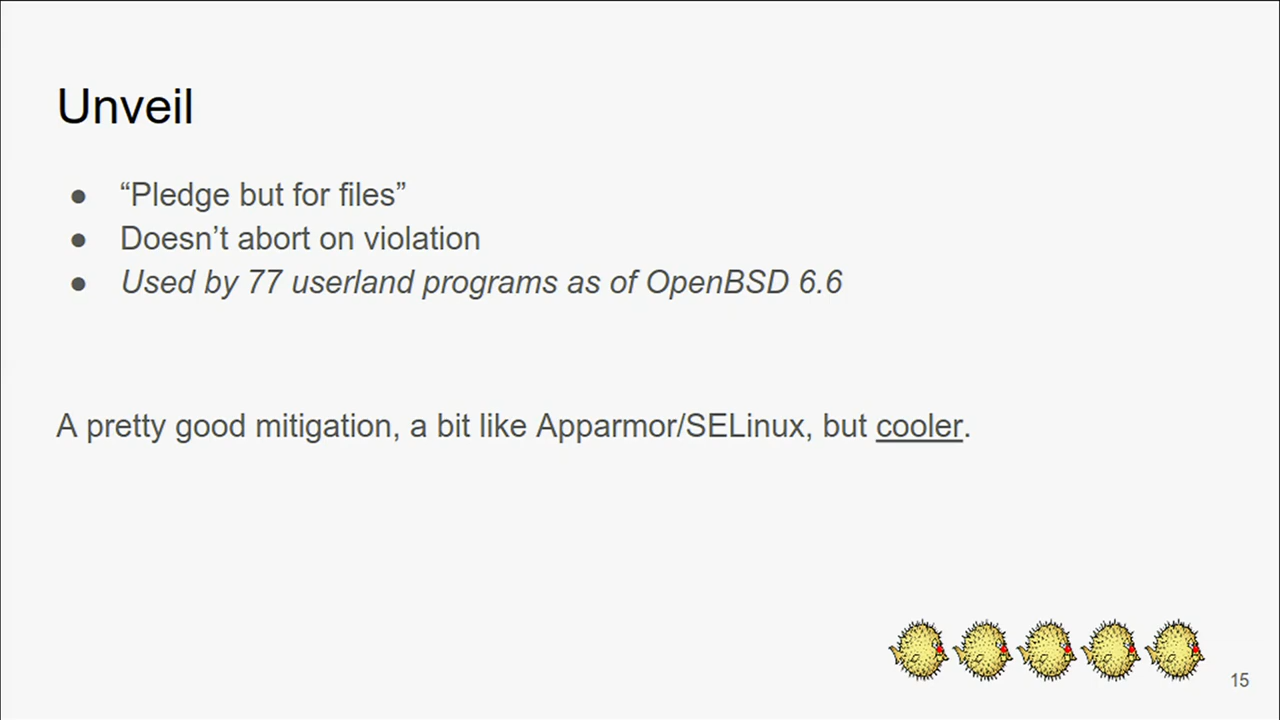 Unveil
● “Pledge but for files”
● Doesn’t abort on violation
● Used by 77 userland programs as of OpenBSD 6.6
A pretty good mitigation, a bit like Apparmor/SELinux, but cooler.
15